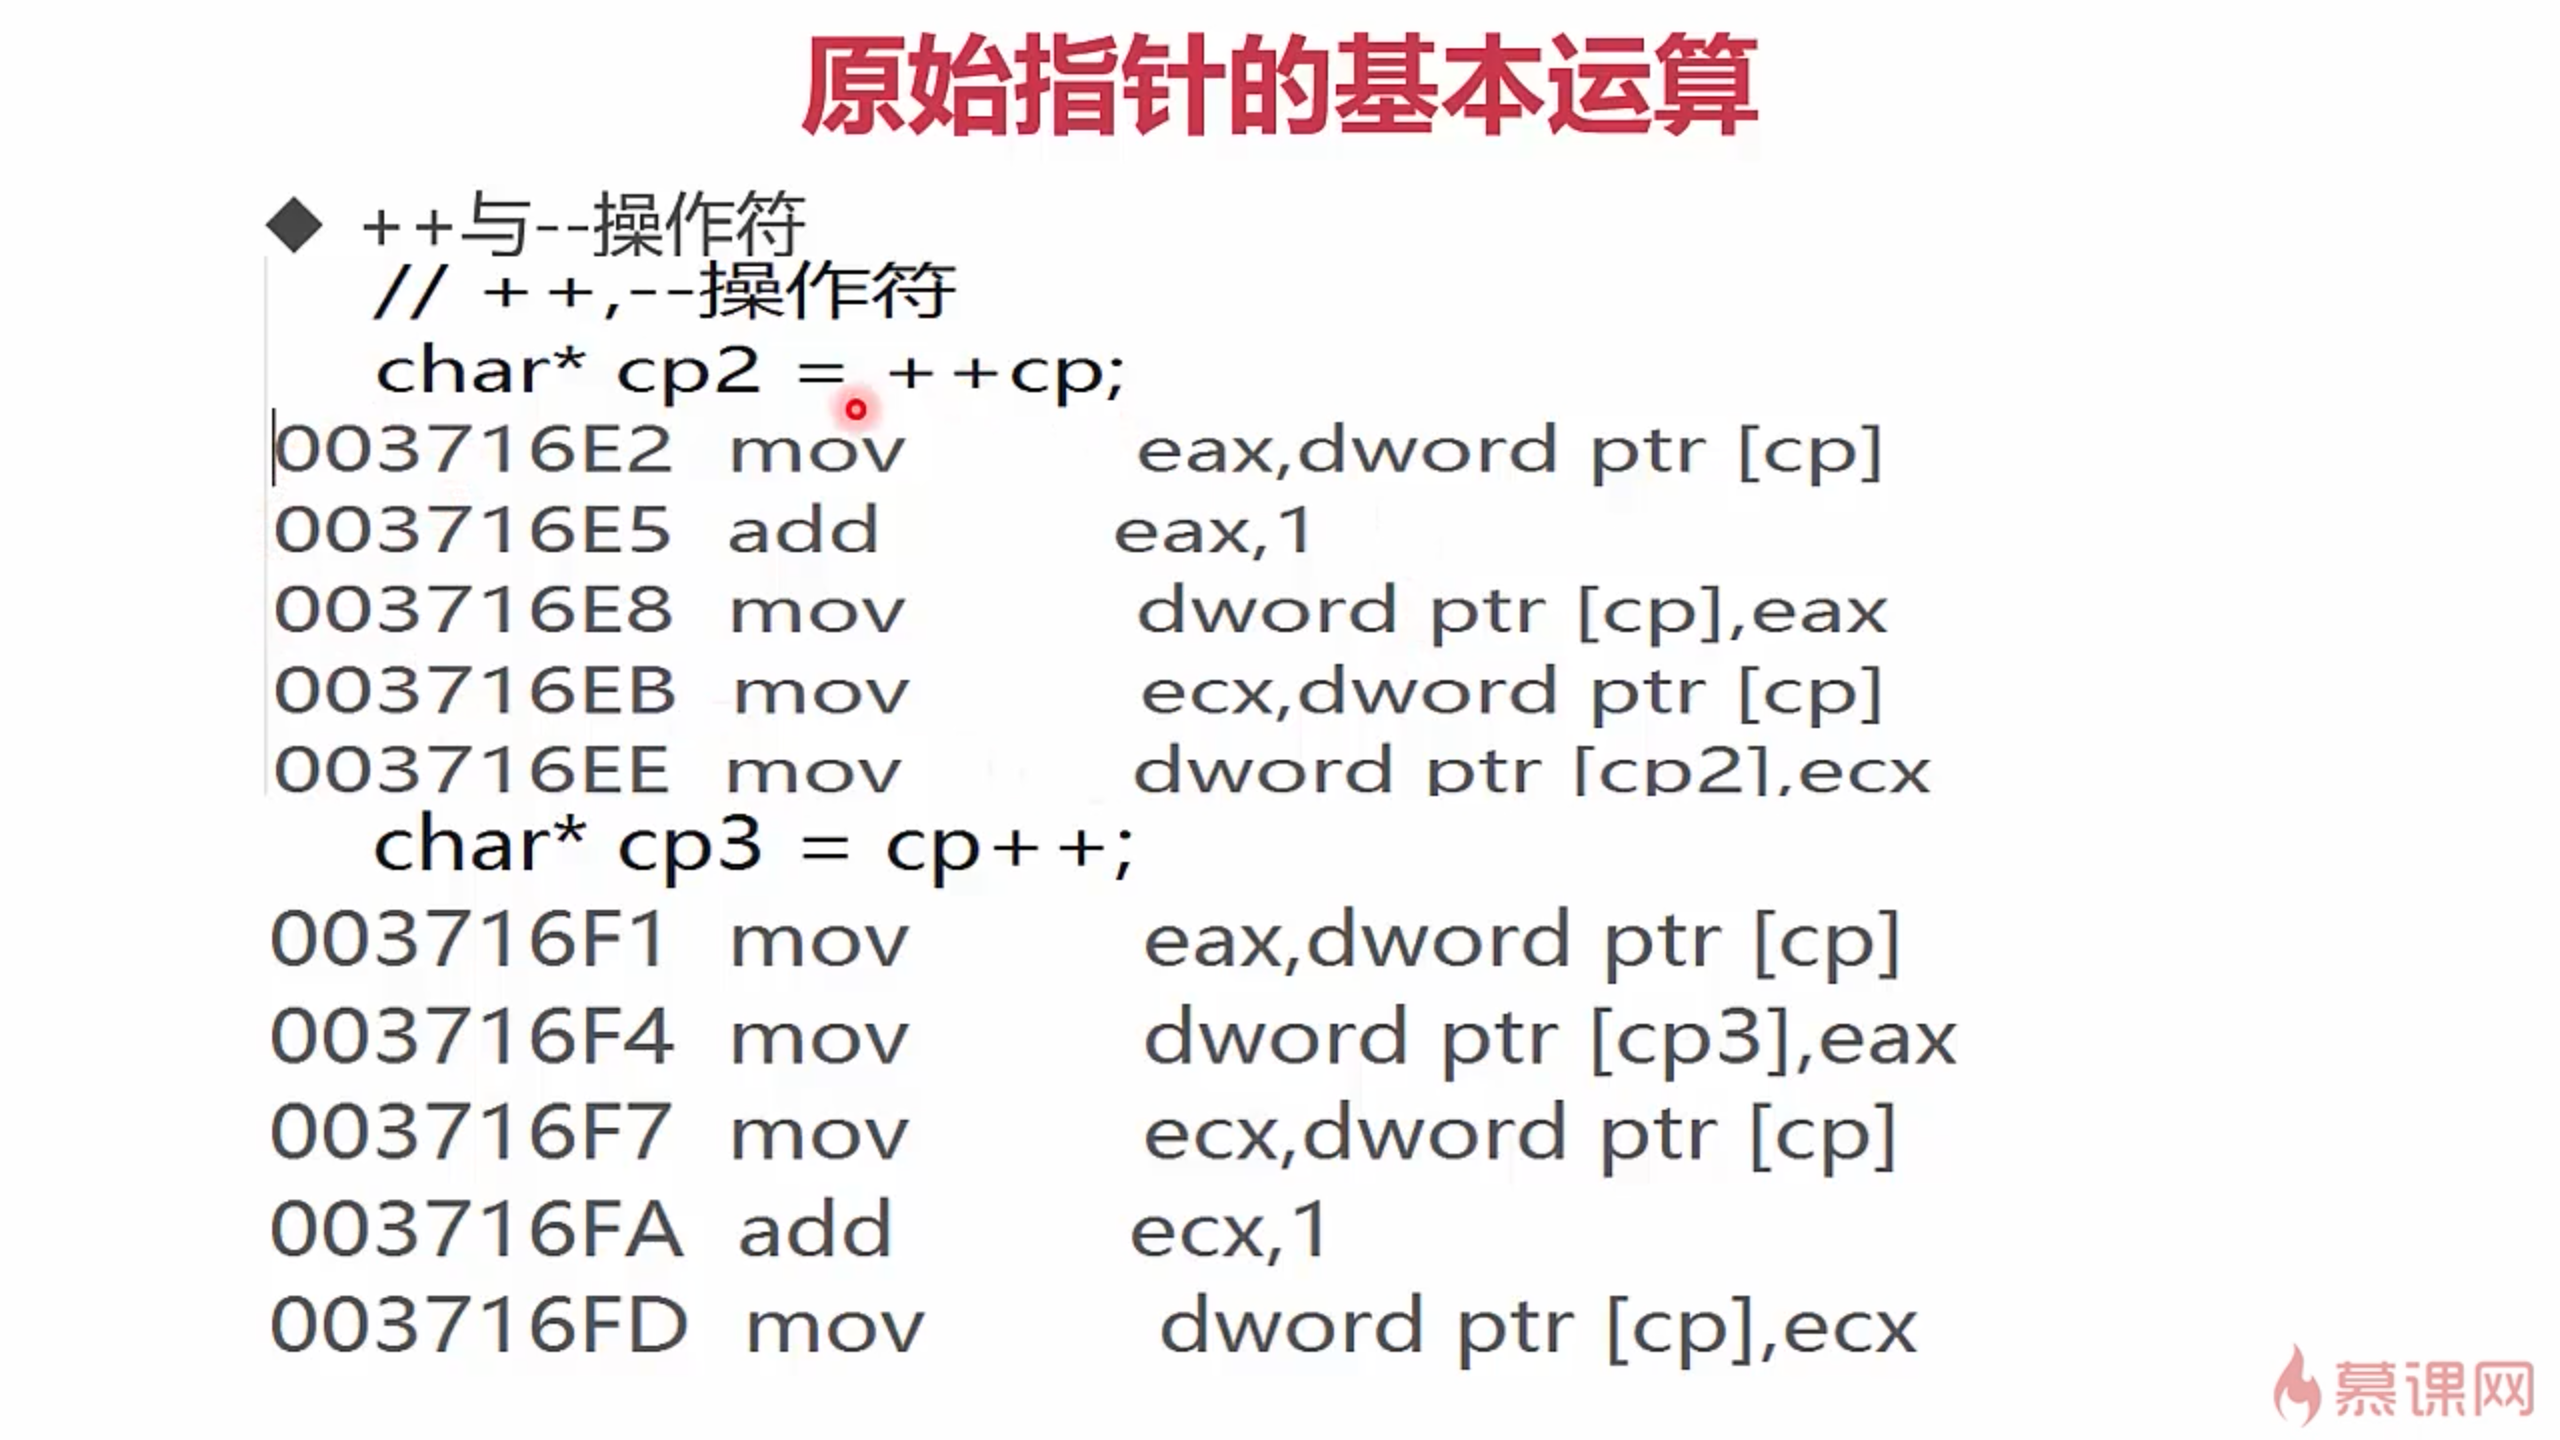 原始指针的基本运算
◆ ++与--操作符
// ++,--操作符
char* cp2 = ++cp;
003716E2 mov eax,dword ptr [cp]
003716E5 add eax,1
003716E8 mov dword ptr [cp],eax
003716EB mov ecx,dword ptr [cp]
003716EE mov dword ptr [cp2],ecx
char* cp3 = cp++;
003716F1 mov eax,dword ptr [cp]
003716F4 mov dword ptr [cp3],eax
003716F7 mov ecx,dword ptr [cp]
003716FA add ecx,1
003716FD mov dword ptr [cp],ecx
慕课网